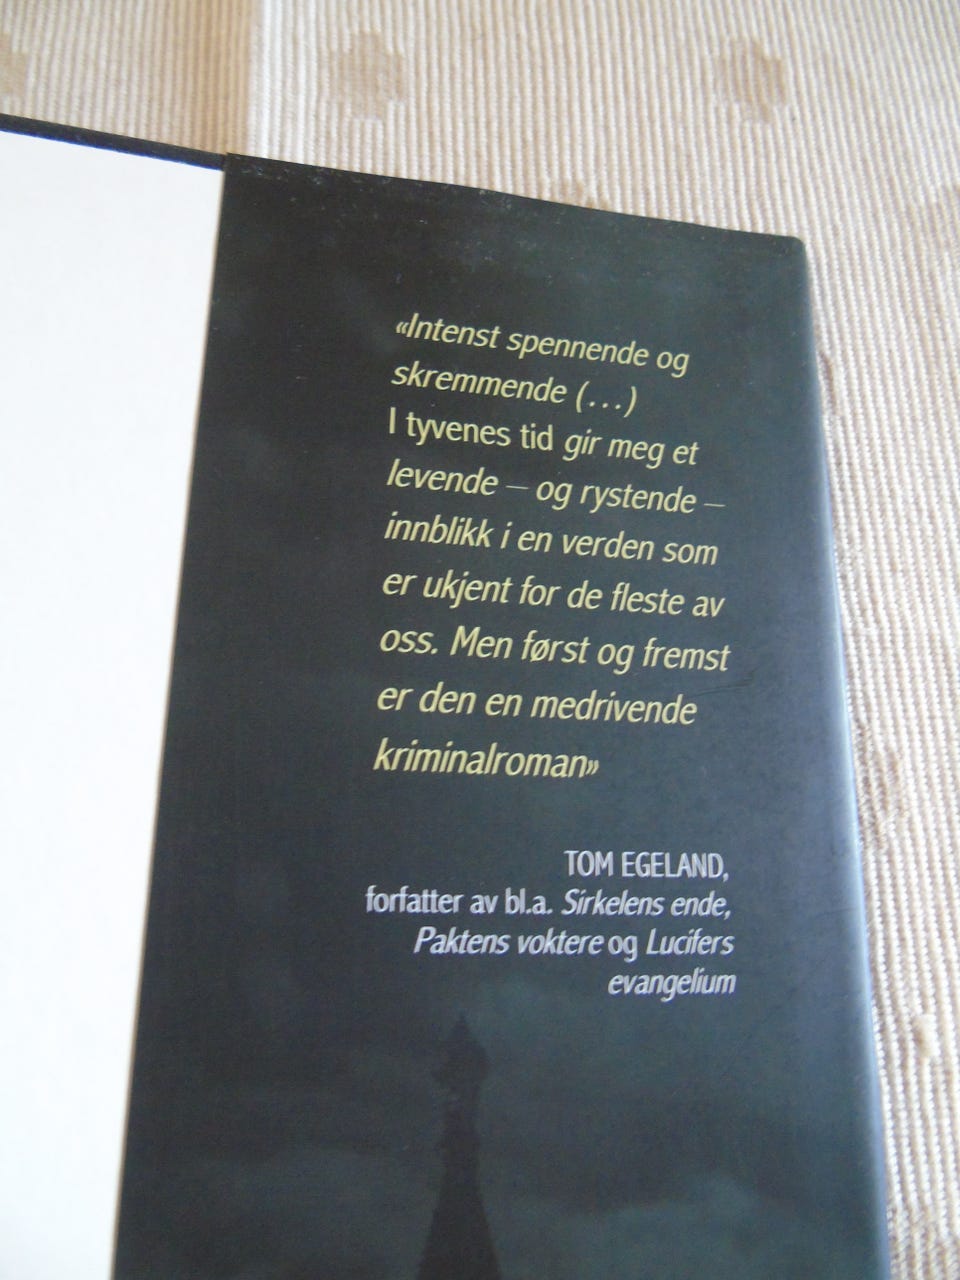 «Intenst spennende og
skremmende (...)
I tyvenes tid gir meg et
levende – og rystende –
innblikk i en verden som
er ukjent for de fleste av
oss. Men først og fremst
er den en medrivende
kriminalroman»
TOM EGELAND,
forfatter av bl.a. Sirkelens ende,
Paktens voktere og Lucifers
evangelium